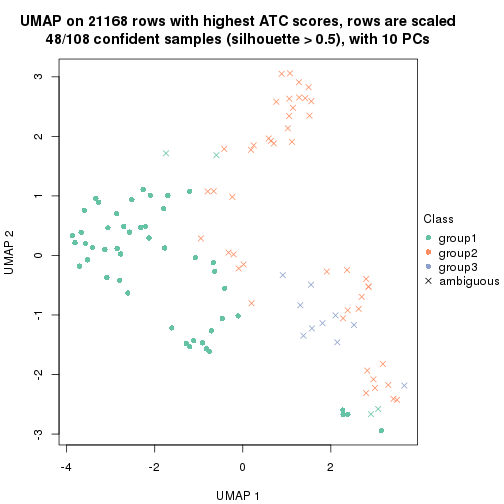 UMAP on 21168 rows with highest ATC scores, rows are scaled
48/108 confident samples (silhouette > 0.5), with 10 PCs
3
2
1
0
-1
-2
-3
UMAP 2
-4
-2
0
2
UMAP 1
Class
group1
group2
group3
ambiguous